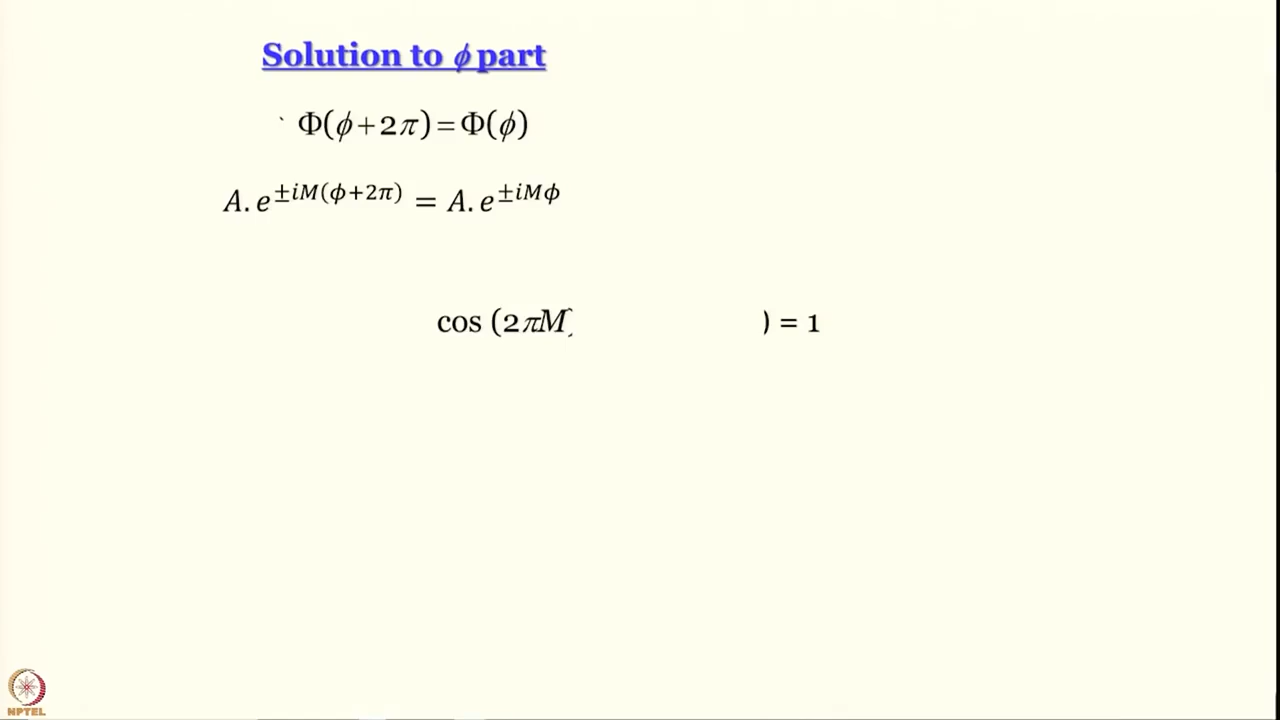 Solution to ϕ part
Φ(ϕ+2π)=Φ(ϕ)
A. e^{±iM(ϕ+2π)} = A. e^{±iMϕ}
cos (2πM) ) = 1
NPTEL